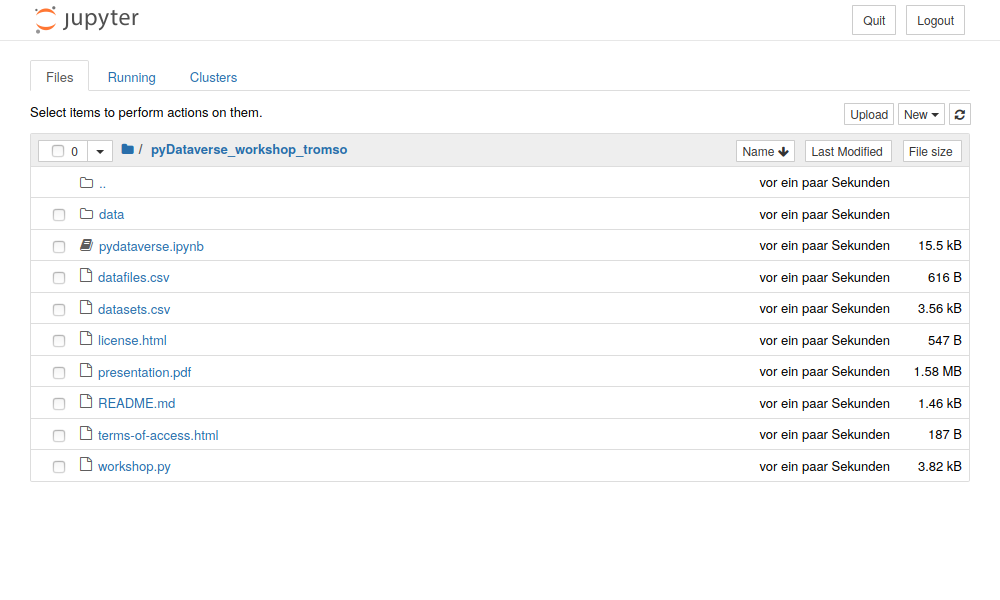 jupyter Quit Logout
Files Running Clusters
Select items to perform actions on them. Upload New
0 / pyDataverse_workshop_tromso Name Last Modified File size
.. vor ein paar Sekunden
data vor ein paar Sekunden
pydataverse.ipynb vor ein paar Sekunden 15.5 kB
datafiles.csv vor ein paar Sekunden 616 B
datasets.csv vor ein paar Sekunden 3.56 kB
license.html vor ein paar Sekunden 547 B
presentation.pdf vor ein paar Sekunden 1.58 MB
README.md vor ein paar Sekunden 1.46 kB
terms-of-access.html vor ein paar Sekunden 187 B
workshop.py vor ein paar Sekunden 3.82 kB